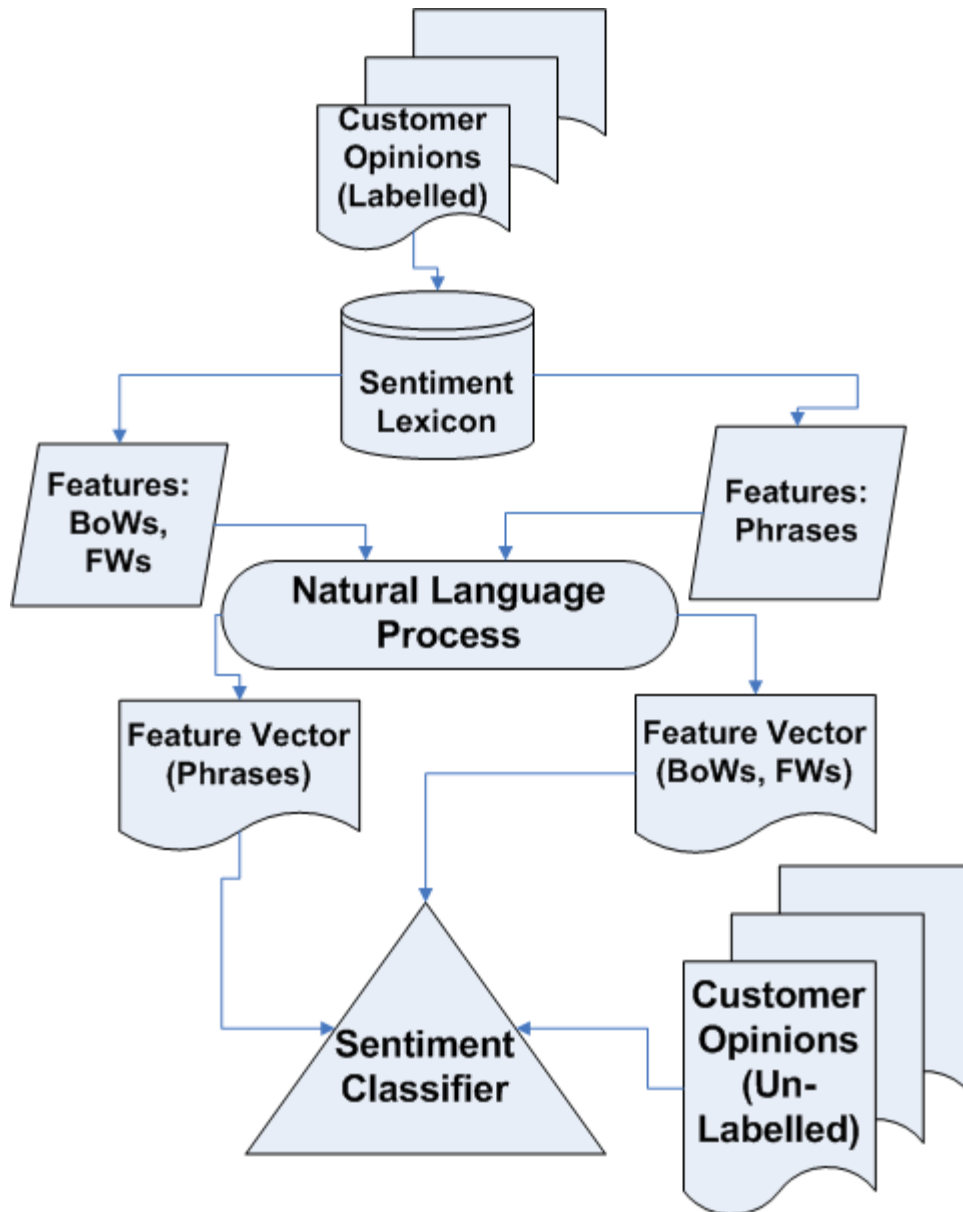 Customer
Opinions
(Labelled)
Sentiment
Lexicon
Features:
BoWs,
FWs
Features:
Phrases
Natural Language
Process
Feature Vector
(Phrases)
Feature Vector
(BoWs, FWs)
Sentiment
Classifier
Customer
Opinions
(Un-
Labelled)